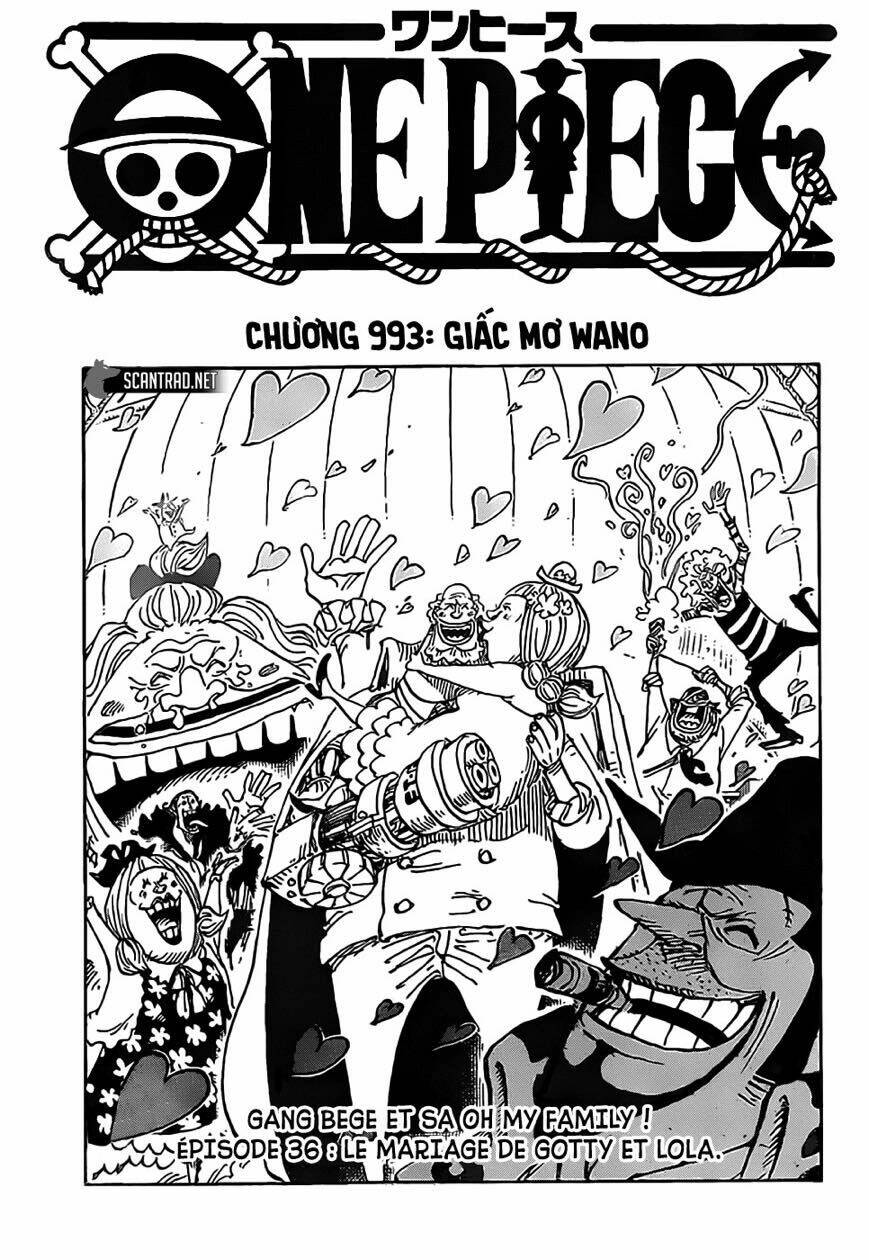 ワンピース
ONE PIECE
CHƯƠNG 993: GIẤC MƠ WANO
SCANTRAD.NET
GANG BEGE ET SA OH MY FAMILY !
ÉPISODE 36 : LE MARIAGE DE GOTTY ET LOLA.